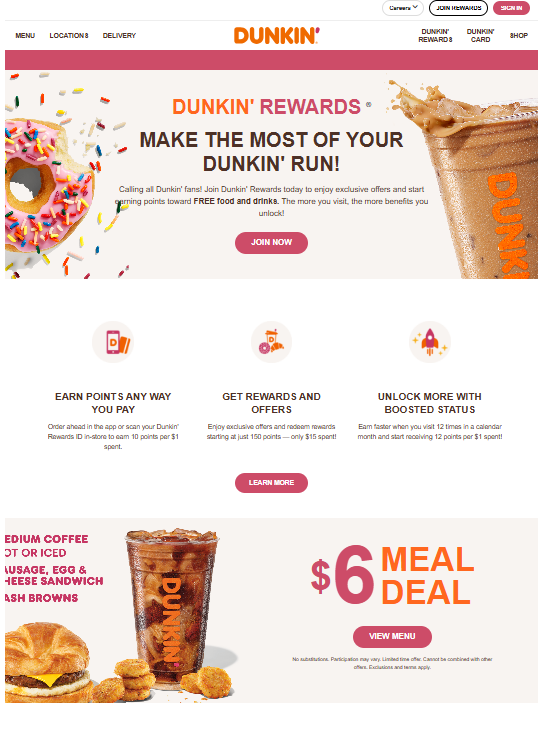 Careers
JOIN REWARDS
SIGN IN
MENU
LOCATIONS
DELIVERY
DUNKIN'
DUNKIN'
REWARDS
DUNKIN'
CARD
SHOP
DUNKIN' REWARDS ®
MAKE THE MOST OF YOUR
DUNKIN' RUN!
Calling all Dunkin' fans! Join Dunkin' Rewards today to enjoy exclusive offers and start
earning points toward FREE food and drinks. The more you visit, the more benefits you
unlock!
JOIN NOW
DUNK
EARN POINTS ANY WAY
YOU PAY
Order ahead in the app or scan your Dunkin'
Rewards ID in-store to earn 10 points per $1
spent.
GET REWARDS AND
OFFERS
Enjoy exclusive offers and redeem rewards
starting at just 150 points — only $15 spent!
UNLOCK MORE WITH
BOOSTED STATUS
Earn faster when you visit 12 times in a calendar
month and start receiving 12 points per $1 spent!
LEARN MORE
EDIUM COFFEE
OT OR ICED
AUSAGE, EGG &
HEESE SANDWICH
ASH BROWNS
DUNKIN'
$6 MEAL
DEAL
VIEW MENU
No substitutions. Participation may vary. Limited time offer. Cannot be combined with other
offers. Exclusions and terms apply.